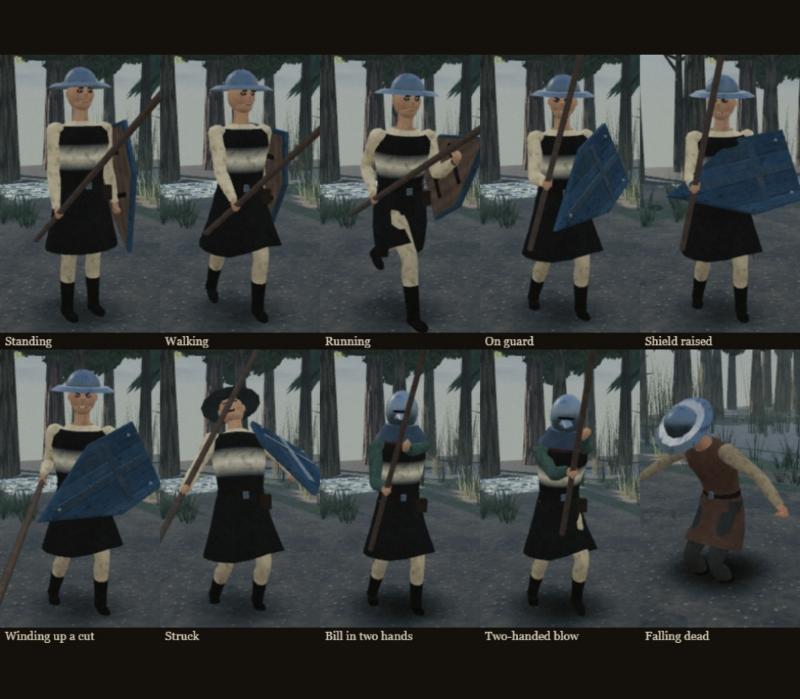 Standing
Walking
Running
On guard
Shield raised
Winding up a cut
Struck
Bill in two hands
Two-handed blow
Falling dead